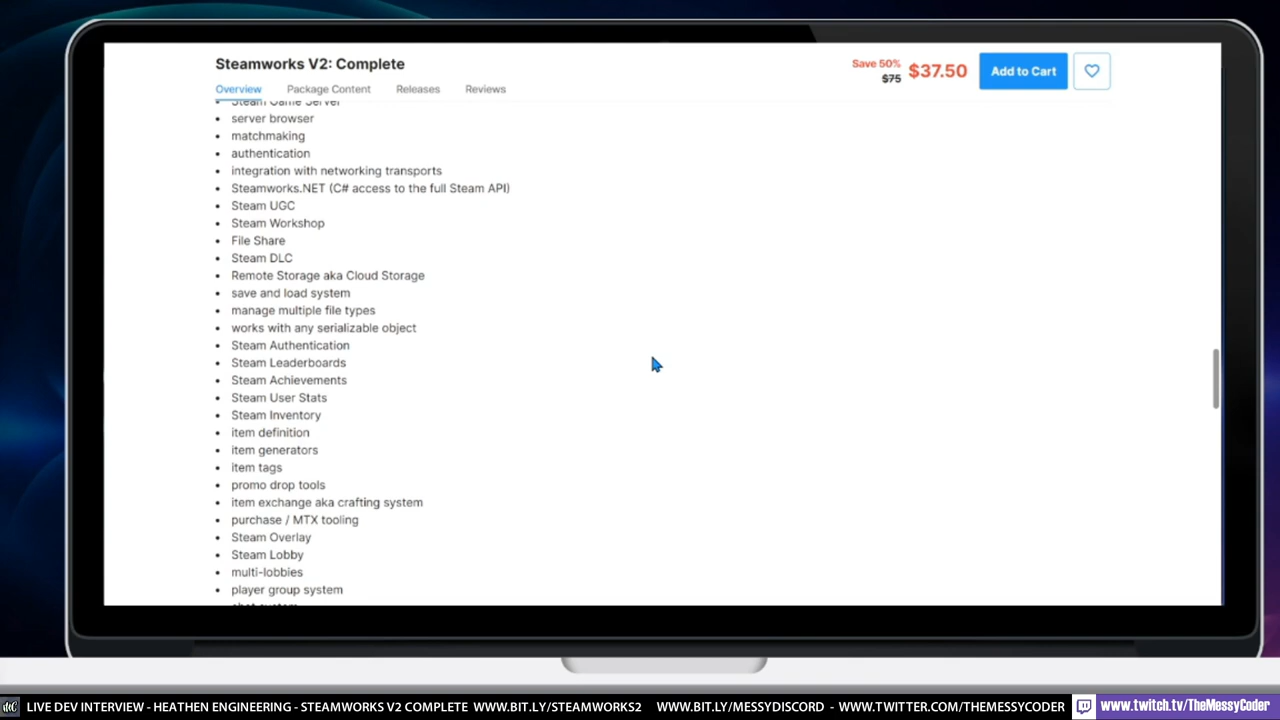 Steamworks V2: Complete
Save 50%
$75
$37.50
Add to Cart
Overview
Package Content
Releases
Reviews
Steam Game Server
server browser
matchmaking
authentication
integration with networking transports
Steamworks.NET (C# access to the full Steam API)
Steam UGC
Steam Workshop
File Share
Steam DLC
Remote Storage aka Cloud Storage
save and load system
manage multiple file types
works with any serializable object
Steam Authentication
Steam Leaderboards
Steam Achievements
Steam User Stats
Steam Inventory
item definition
item generators
item tags
promo drop tools
item exchange aka crafting system
purchase / MTX tooling
Steam Overlay
Steam Lobby
multi-lobbies
player group system
LIVE DEV INTERVIEW - HEATHEN ENGINEERING - STEAMWORKS V2 COMPLETE WWW.BIT.LY/STEAMWORKS2 WWW.BIT.LY/MESSYDISCORD - WWW.TWITTER.COM/THEMESSYCODER
www.twitch.tv/TheMessyCoder